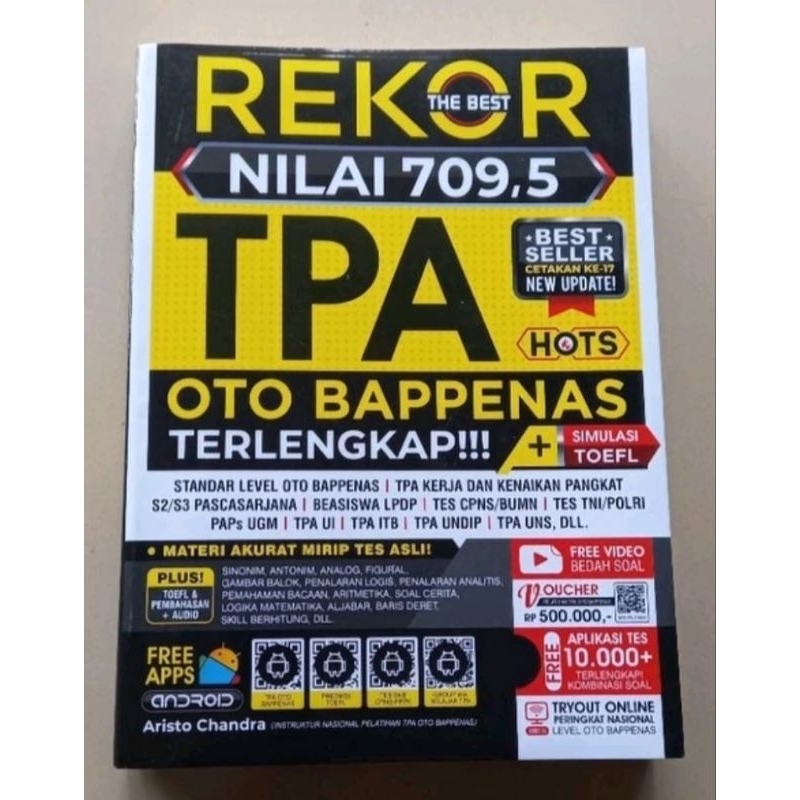 REKOR
THE BEST
NILAI 709,5
TPA
★BEST★
SELLER
CETAKAN KE-17
NEW UPDATE!
HOTS
OTO BAPPENAS
TERLENGKAP!!!
+
SIMULASI
TOEFL
STANDAR LEVEL OTO BAPPENAS | TPA KERJA DAN KENAIKAN PANGKAT
S2/S3 PASCASARJANA | BEASISWA LPDP | TES CPNS/BUMN | TES TNI/POLRI
PAPs UGM | TPA UI | TPA ITB | TPA UNDIP | TPA UNS, DLL.
• MATERI AKURAT MIRIP TES ASLI!
PLUS!
TOEFL &
PEMBAHASAN
+ AUDIO
SINONIM, ANTONIM, ANALOG, FIGURAL,
GAMBAR BALOK, PENALARAN LOGIS, PENALARAN ANALITIS,
PEMAHAMAN BACAAN, ARITMETIKA, SOAL CERITA,
LOGIKA MATEMATIKA, ALJABAR, BARIS DERET,
SKILL BERHITUNG, DLL.
FREE VIDEO
BEDAH SOAL
VOUCHER
RP 500.000,-
FREE
APLIKASI TES
10.000+
TERLENGKAP!
KOMBINASI SOAL
TRYOUT ONLINE
PERINGKAT NASIONAL
LEVEL OTO BAPPENAS
FREE
APPS
ANDROID
TPA OTO
BAPPENAS
TOEFL
Aristo Chandra (INSTRUKTUR NASIONAL PELATIHAN TPA OTO BAPPENAS)